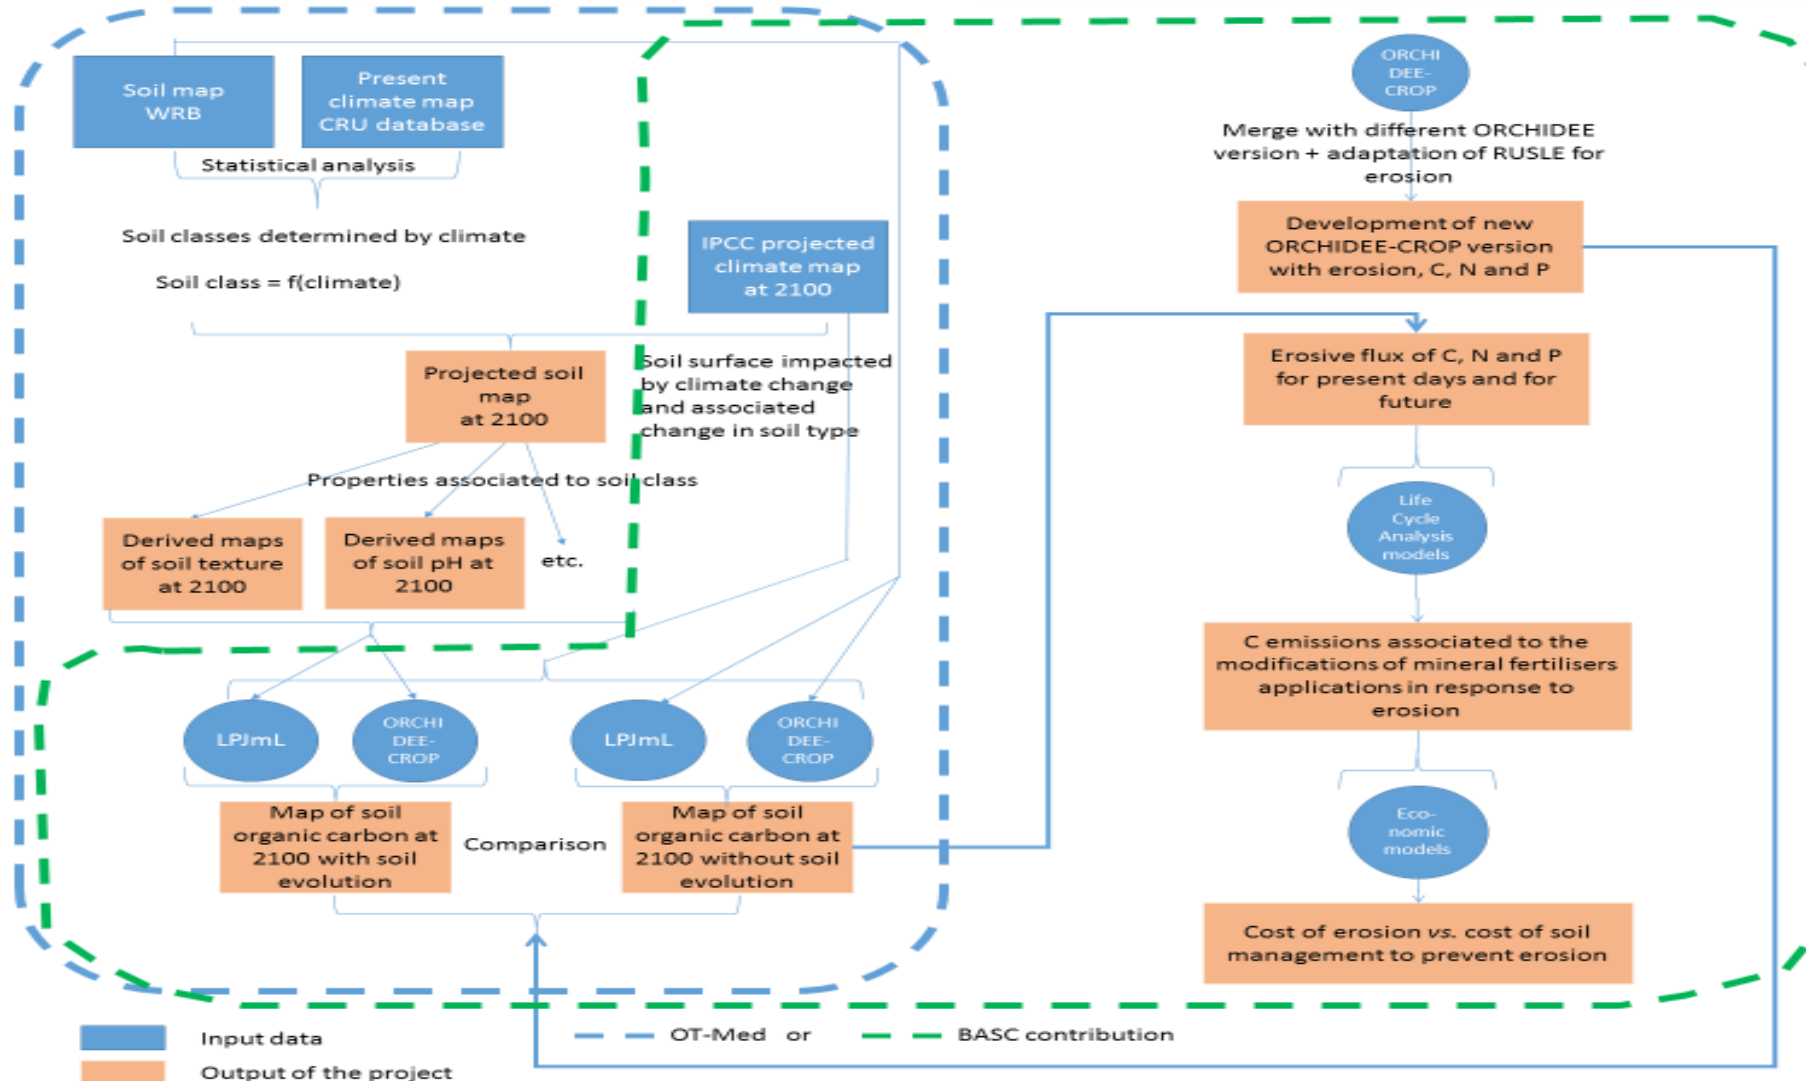 Soil map
WRB
Present
climate map
CRU database
Statistical analysis
Soil classes determined by climate
Soil class = f(climate)
IPCC projected
climate map
at 2100
Projected soil
map
at 2100
Soil surface impacted
by climate change
and associated
change in soil type
Properties associated to soil class
Derived maps
of soil texture
at 2100
Derived maps
of soil pH at
2100
etc.
LPJmL
ORCHI
DEE-
CROP
LPJmL
ORCHI
DEE-
CROP
Map of soil
organic carbon at
2100 with soil
evolution
Comparison
Map of soil
organic carbon at
2100 without soil
evolution
ORCHI
DEE-
CROP
Merge with different ORCHIDEE
version + adaptation of RUSLE for
erosion
Development of new
ORCHIDEE-CROP version
with erosion, C, N and P
Erosive flux of C, N and P
for present days and for
future
Life
Cycle
Analysis
models
C emissions associated to the
modifications of mineral fertilisers
applications in response to
erosion
Eco-
nomic
models
Cost of erosion vs. cost of soil
management to prevent erosion
Input data
Output of the project
OT-Med or
BASC contribution